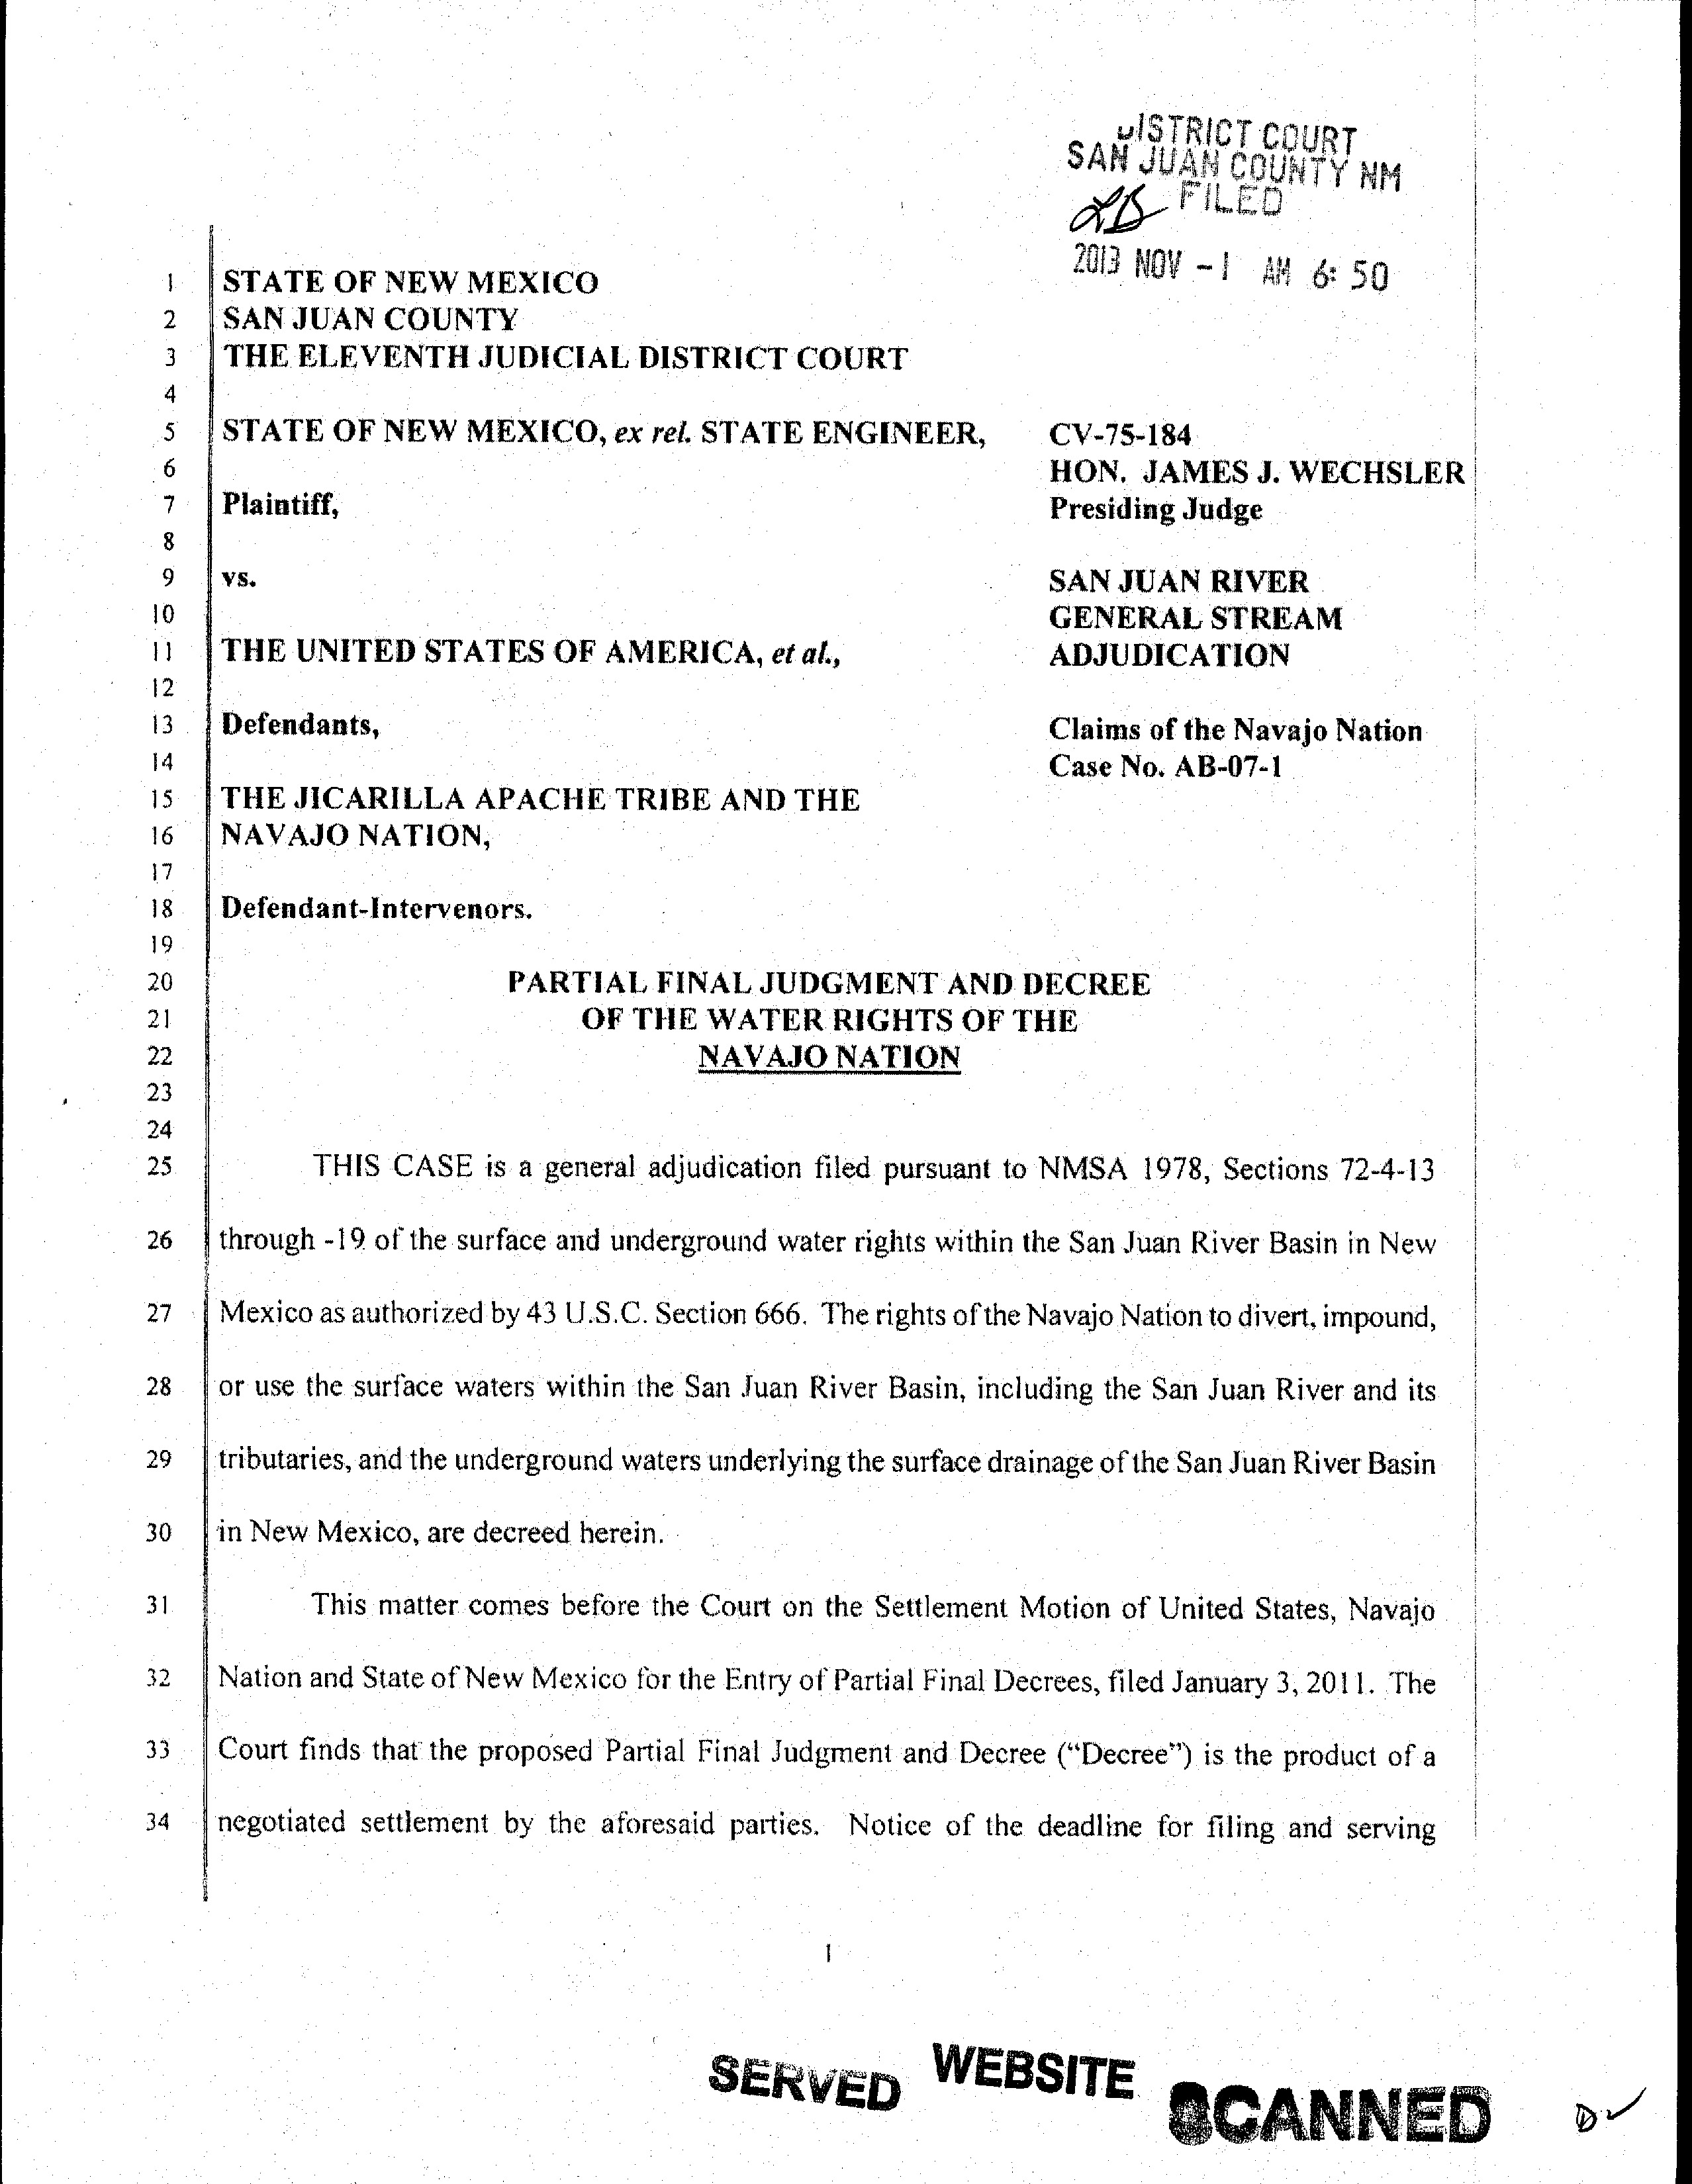 DISTRICT COURT
SAN JUAN COUNTY NM
FILED
2013 NOV -1 AM 6:50
1 STATE OF NEW MEXICO
2 SAN JUAN COUNTY
3 THE ELEVENTH JUDICIAL DISTRICT COURT
4
5 STATE OF NEW MEXICO, ex rel. STATE ENGINEER, CV-75-184
6 HON. JAMES J. WECHSLER
7 Plaintiff, Presiding Judge
8
9 vs. SAN JUAN RIVER
10 GENERAL STREAM
11 THE UNITED STATES OF AMERICA, et al., ADJUDICATION
12
13 Defendants, Claims of the Navajo Nation
14 Case No. AB-07-1
15 THE JICARILLA APACHE TRIBE AND THE
16 NAVAJO NATION,
17
18 Defendant-Intervenors.
19
20 PARTIAL FINAL JUDGMENT AND DECREE
21 OF THE WATER RIGHTS OF THE
22 NAVAJO NATION
23
24
25 THIS CASE is a general adjudication filed pursuant to NMSA 1978, Sections 72-4-13
26 through -19 of the surface and underground water rights within the San Juan River Basin in New
27 Mexico as authorized by 43 U.S.C. Section 666. The rights of the Navajo Nation to divert, impound,
28 or use the surface waters within the San Juan River Basin, including the San Juan River and its
29 tributaries, and the underground waters underlying the surface drainage of the San Juan River Basin
30 in New Mexico, are decreed herein.
31 This matter comes before the Court on the Settlement Motion of United States, Navajo
32 Nation and State of New Mexico for the Entry of Partial Final Decrees, filed January 3, 2011. The
33 Court finds that the proposed Partial Final Judgment and Decree ("Decree") is the product of a
34 negotiated settlement by the aforesaid parties. Notice of the deadline for filing and serving
1
SERVED WEBSITE SCANNED